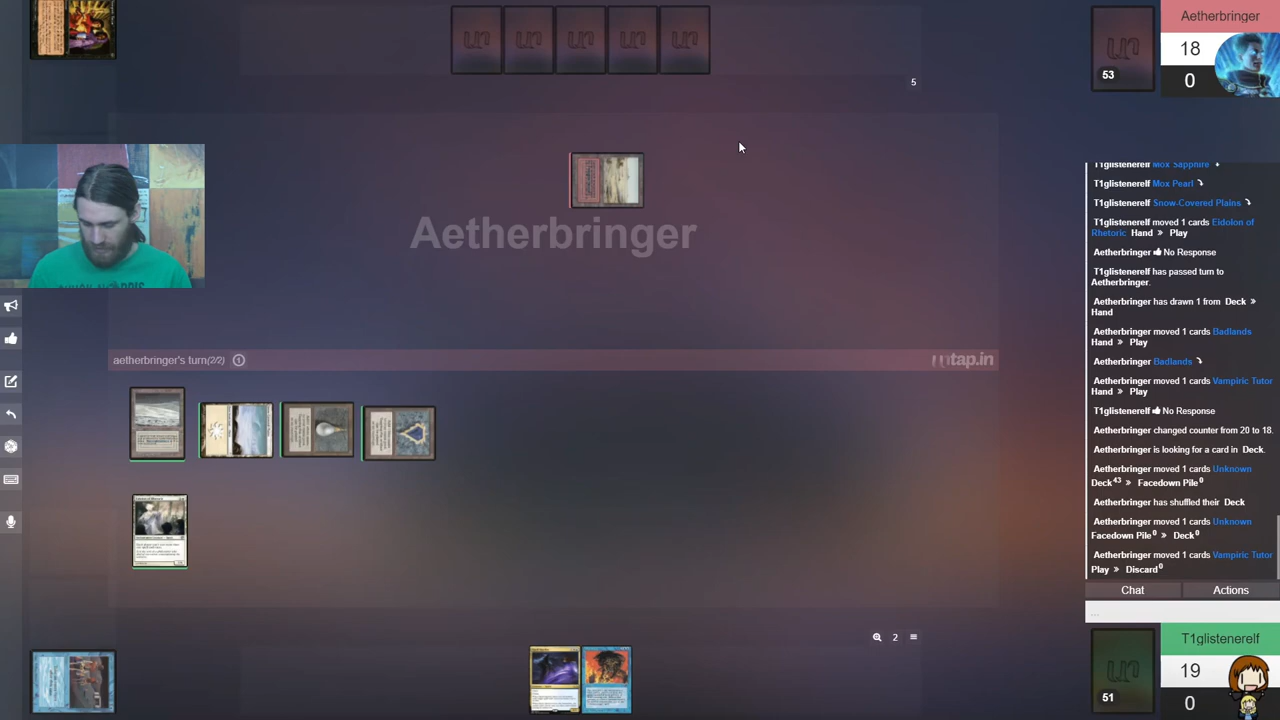 Aetherbringer
18
0
53
5
Aetherbringer
T1glistenerelf Mox Sapphire
T1glistenerelf Mox Pearl
T1glistenerelf Snow-Covered Plains
T1glistenerelf moved 1 cards Eidolon of
Rhetoric Hand » Play
Aetherbringer No Response
T1glistenerelf has passed turn to
Aetherbringer.
Aetherbringer has drawn 1 from Deck »
Hand
Aetherbringer moved 1 cards Badlands
Hand » Play
Aetherbringer Badlands
Aetherbringer moved 1 cards Vampiric Tutor
Hand » Play
T1glistenerelf No Response
Aetherbringer changed counter from 20 to 18.
Aetherbringer is looking for a card in Deck.
Aetherbringer moved 1 cards Unknown
Deck43 » Facedown Pile0
Aetherbringer has shuffled their Deck
Aetherbringer moved 1 cards Unknown
Facedown Pile0 » Deck0
Aetherbringer moved 1 cards Vampiric Tutor
Play » Discard0
aetherbringer's turn(2/2) 1
untap.in
Chat Actions
...
2
T1glistenerelf
19
0
51